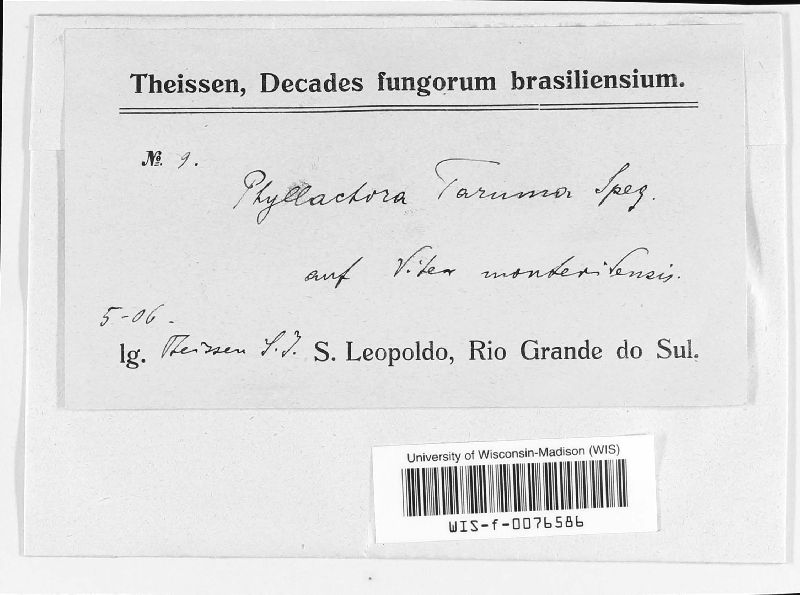 Theissen, Decades fungorum brasiliensium.
№. 9.
Phyllachora Taruma Speg.
auf Vitex montevidensis.
5-06.
lg. Theissen S.J. S. Leopoldo, Rio Grande do Sul.
University of Wisconsin-Madison (WIS)
WIS-f-0076586